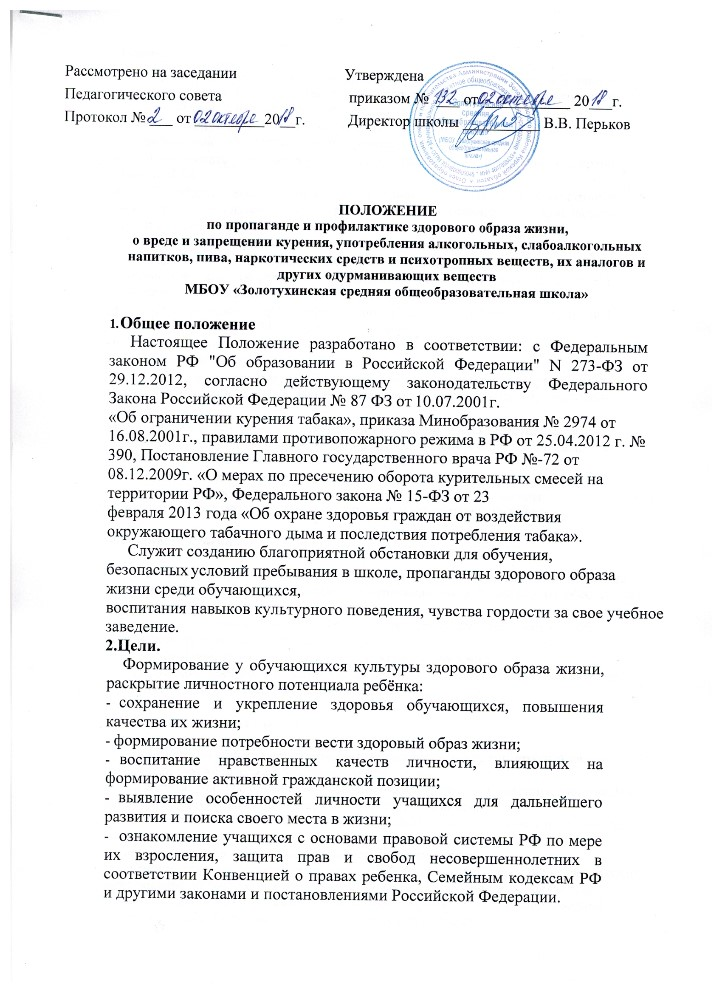 Рассмотрено на заседании
Педагогического совета
Протокол № 2 от 02 октября 2018 г.
Утверждена
приказом № 132 от 02 октября 2018 г.
Директор школы В.В. Перьков
ПОЛОЖЕНИЕ
по пропаганде и профилактике здорового образа жизни,
о вреде и запрещении курения, употребления алкогольных, слабоалкогольных
напитков, пива, наркотических средств и психотропных веществ, их аналогов и
других одурманивающих веществ
МБОУ «Золотухинская средняя общеобразовательная школа»
1.Общее положение
Настоящее Положение разработано в соответствии: с Федеральным
законом РФ "Об образовании в Российской Федерации" N 273-ФЗ от
29.12.2012, согласно действующему законодательству Федерального
Закона Российской Федерации № 87 ФЗ от 10.07.2001г.
«Об ограничении курения табака», приказа Минобразования № 2974 от
16.08.2001г., правилами противопожарного режима в РФ от 25.04.2012 г. №
390, Постановление Главного государственного врача РФ №-72 от
08.12.2009г. «О мерах по пресечению оборота курительных смесей на
территории РФ», Федерального закона № 15-ФЗ от 23
февраля 2013 года «Об охране здоровья граждан от воздействия
окружающего табачного дыма и последствия потребления табака».
Служит созданию благоприятной обстановки для обучения,
безопасных условий пребывания в школе, пропаганды здорового образа
жизни среди обучающихся,
воспитания навыков культурного поведения, чувства гордости за свое учебное
заведение.
2.Цели.
Формирование у обучающихся культуры здорового образа жизни,
раскрытие личностного потенциала ребёнка:
- сохранение и укрепление здоровья обучающихся, повышения
качества их жизни;
- формирование потребности вести здоровый образ жизни;
- воспитание нравственных качеств личности, влияющих на
формирование активной гражданской позиции;
- выявление особенностей личности учащихся для дальнейшего
развития и поиска своего места в жизни;
- ознакомление учащихся с основами правовой системы РФ по мере
их взросления, защита прав и свобод несовершеннолетних в
соответствии Конвенцией о правах ребенка, Семейным кодексам РФ
и другими законами и постановлениями Российской Федерации.